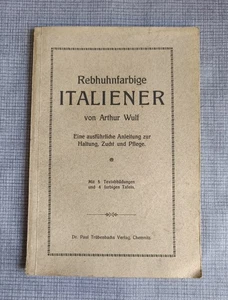 Rebhuhnfarbige
ITALIENER
von Arthur Wulf
Eine ausführliche Anleitung zur
Haltung, Zucht und Pflege.
Mit 5 Textabbildungen
und 4 farbigen Tafeln.
Dr. Paul Trübenbachs Verlag, Chemnitz.